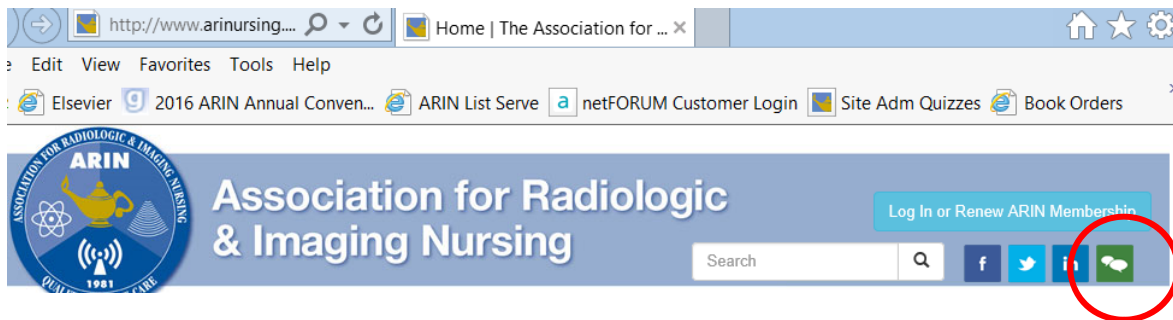 http://www.arinursing.... Home | The Association for ...
Edit View Favorites Tools Help
Elsevier 2016 ARIN Annual Conven... ARIN List Serve netFORUM Customer Login Site Adm Quizzes Book Orders
ASSOCIATION FOR RADIOLOGIC & IMAGING NURSING
ARIN
1981
Association for Radiologic
& Imaging Nursing
Log In or Renew ARIN Membership
Search